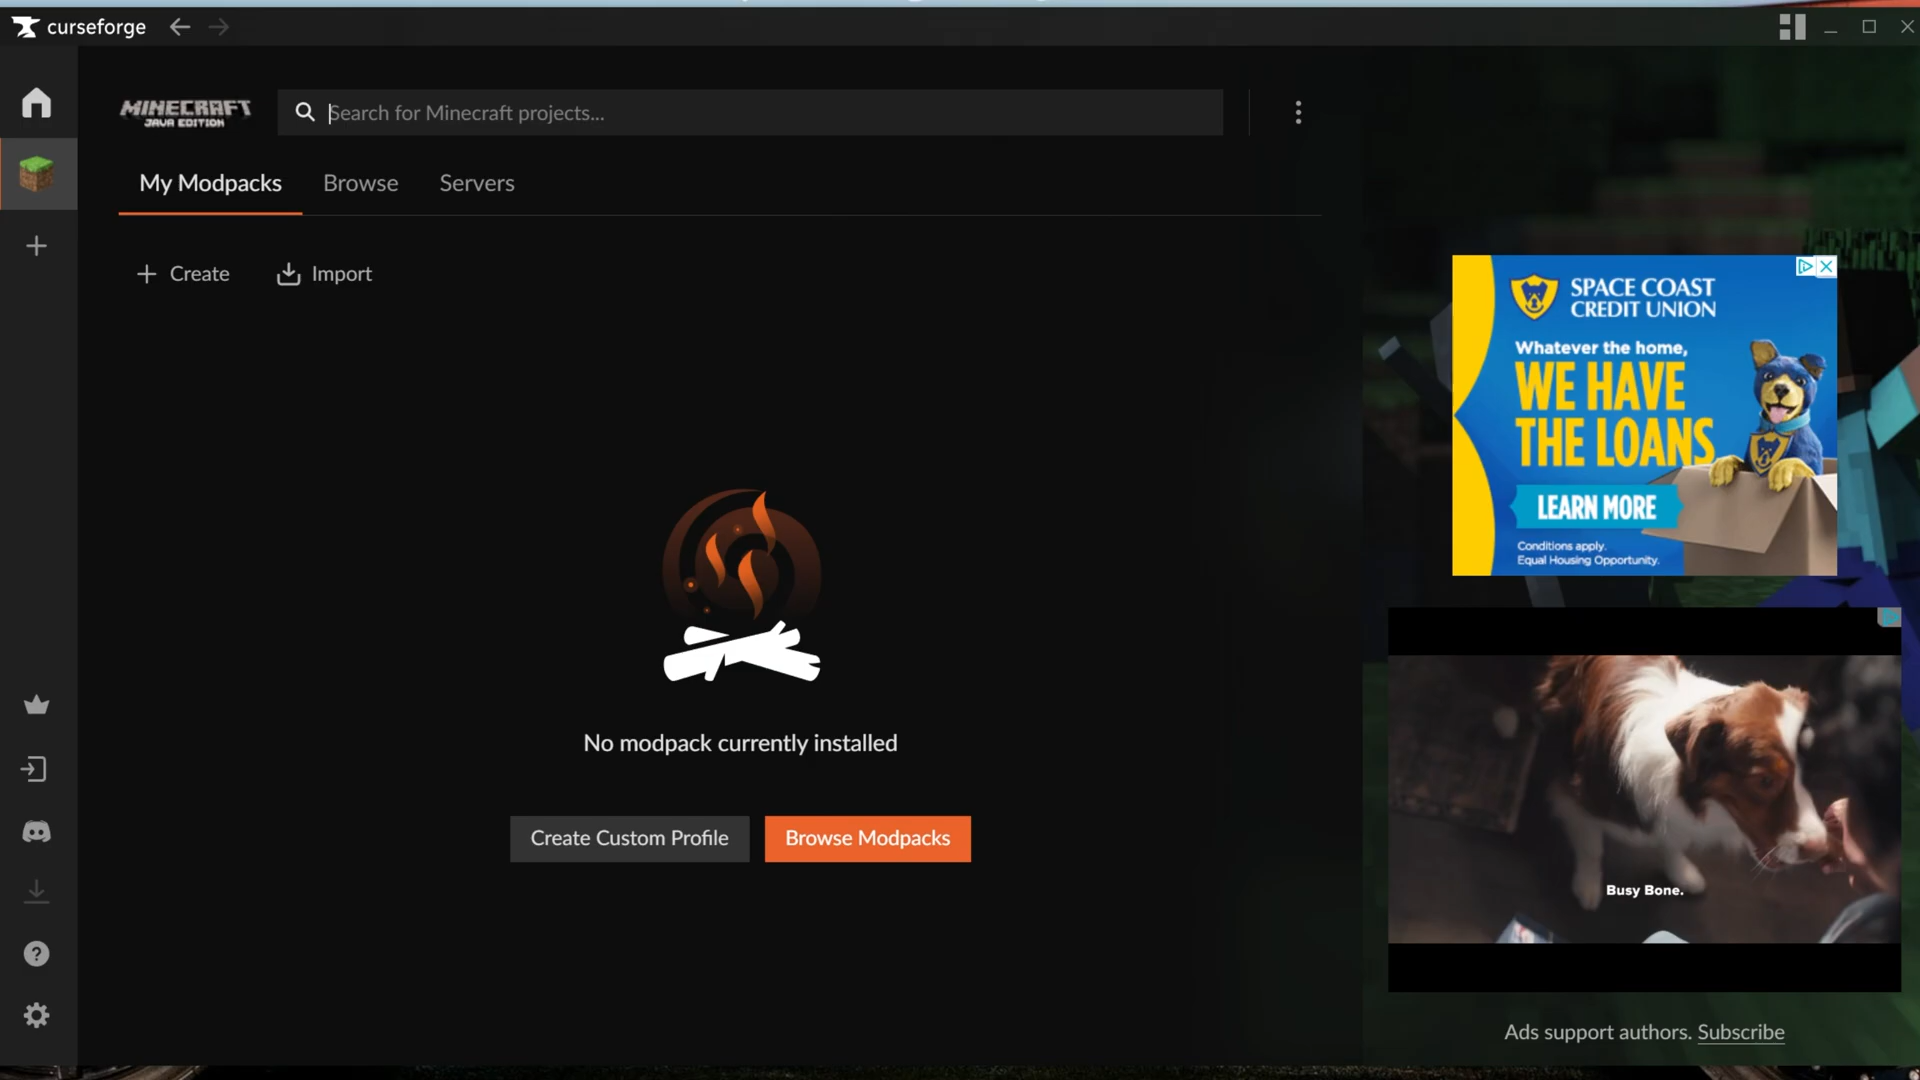 curseforge
MINECRAFT
JAVA EDITION
Search for Minecraft projects...
My Modpacks
Browse
Servers
Create
Import
No modpack currently installed
Create Custom Profile
Browse Modpacks
SPACE COAST
CREDIT UNION
Whatever the home,
WE HAVE
THE LOANS
LEARN MORE
Conditions apply.
Equal Housing Opportunity.
Busy Bone.
Ads support authors. Subscribe